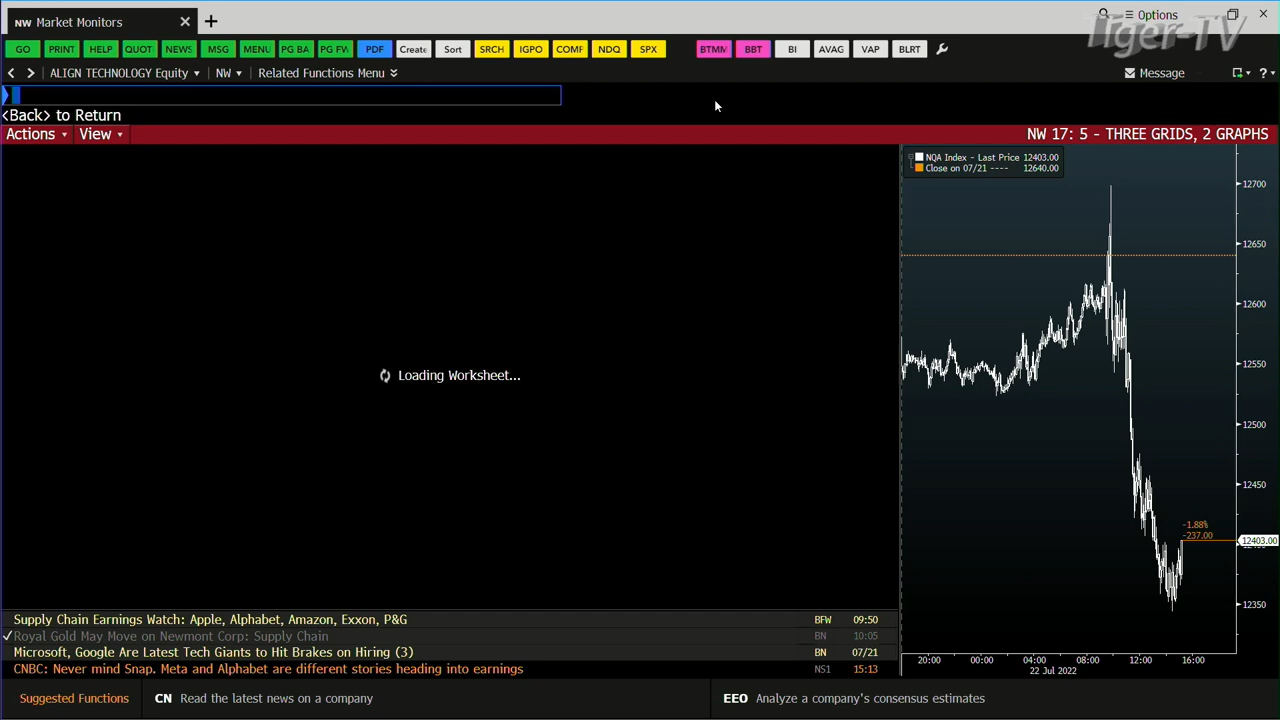 NW Market Monitors
Options
Tiger-TV
GO PRINT HELP QUOT NEWS MSG MENU PG BA PG FW PDF Create Sort SRCH IGPO COMF NDQ SPX BTMM BBT BI AVAG VAP BLRT
ALIGN TECHNOLOGY Equity NW Related Functions Menu Message ?
<Back> to Return
Actions View NW 17: 5 - THREE GRIDS, 2 GRAPHS
NQA Index - Last Price 12403.00
Close on 07/21 ---- 12640.00
12700
12650
12600
12550
12500
12450
-1.88%
-237.00
12403.00
12350
Loading Worksheet...
20:00 00:00 04:00 08:00 12:00 16:00
22 Jul 2022
Supply Chain Earnings Watch: Apple, Alphabet, Amazon, Exxon, P&G BFW 09:50
Royal Gold May Move on Newmont Corp: Supply Chain BN 10:05
Microsoft, Google Are Latest Tech Giants to Hit Brakes on Hiring (3) BN 07/21
CNBC: Never mind Snap. Meta and Alphabet are different stories heading into earnings NS1 15:13
Suggested Functions CN Read the latest news on a company EEO Analyze a company's consensus estimates